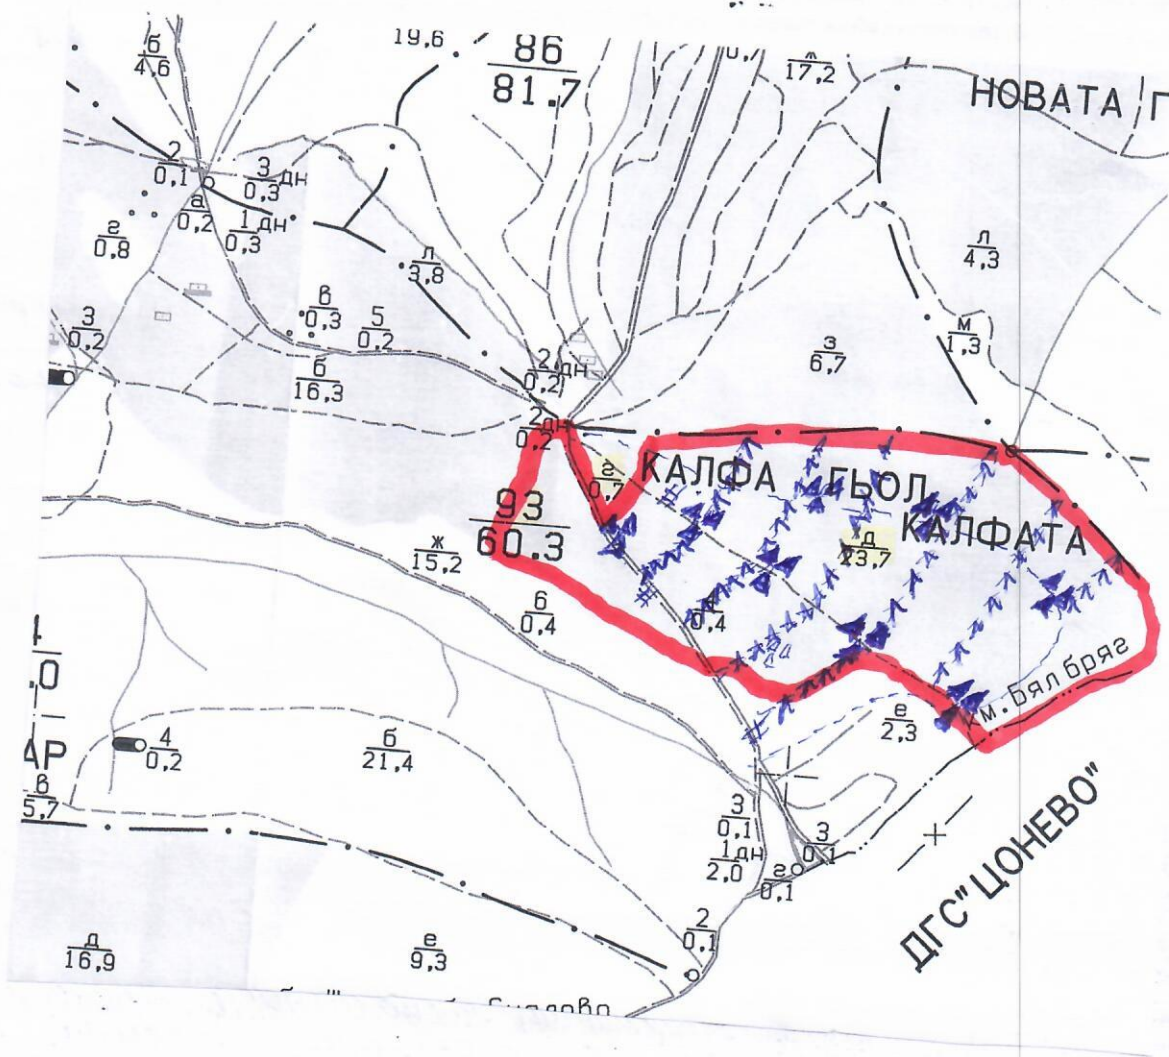 19,6
86
81.7
17,2
НОВАТА
б
4,6
2
0,1
3 дн
0,3
а
0,2
1 дн
0,3
г
0,8
л
3,8
л
4,3
в
0,3
5
0,2
3
0,2
м
1,3
з
6,7
б
16,3
2 дн
0,2
2 дн
0,2
г
0,7
КАЛФА ГЬОЛ
93
60.3
КАЛФАТА
д
23,7
ж
15,2
б
0,4
0,4
км. Бял бряг
е
2,3
.0
АР
4
0,2
б
21,4
в
5,7
3
0,1
1 дн
2,0
3
0,1
г
0,1
ДГС "ЦОНЕВО"
2
0,1
д
16,9
е
9,3